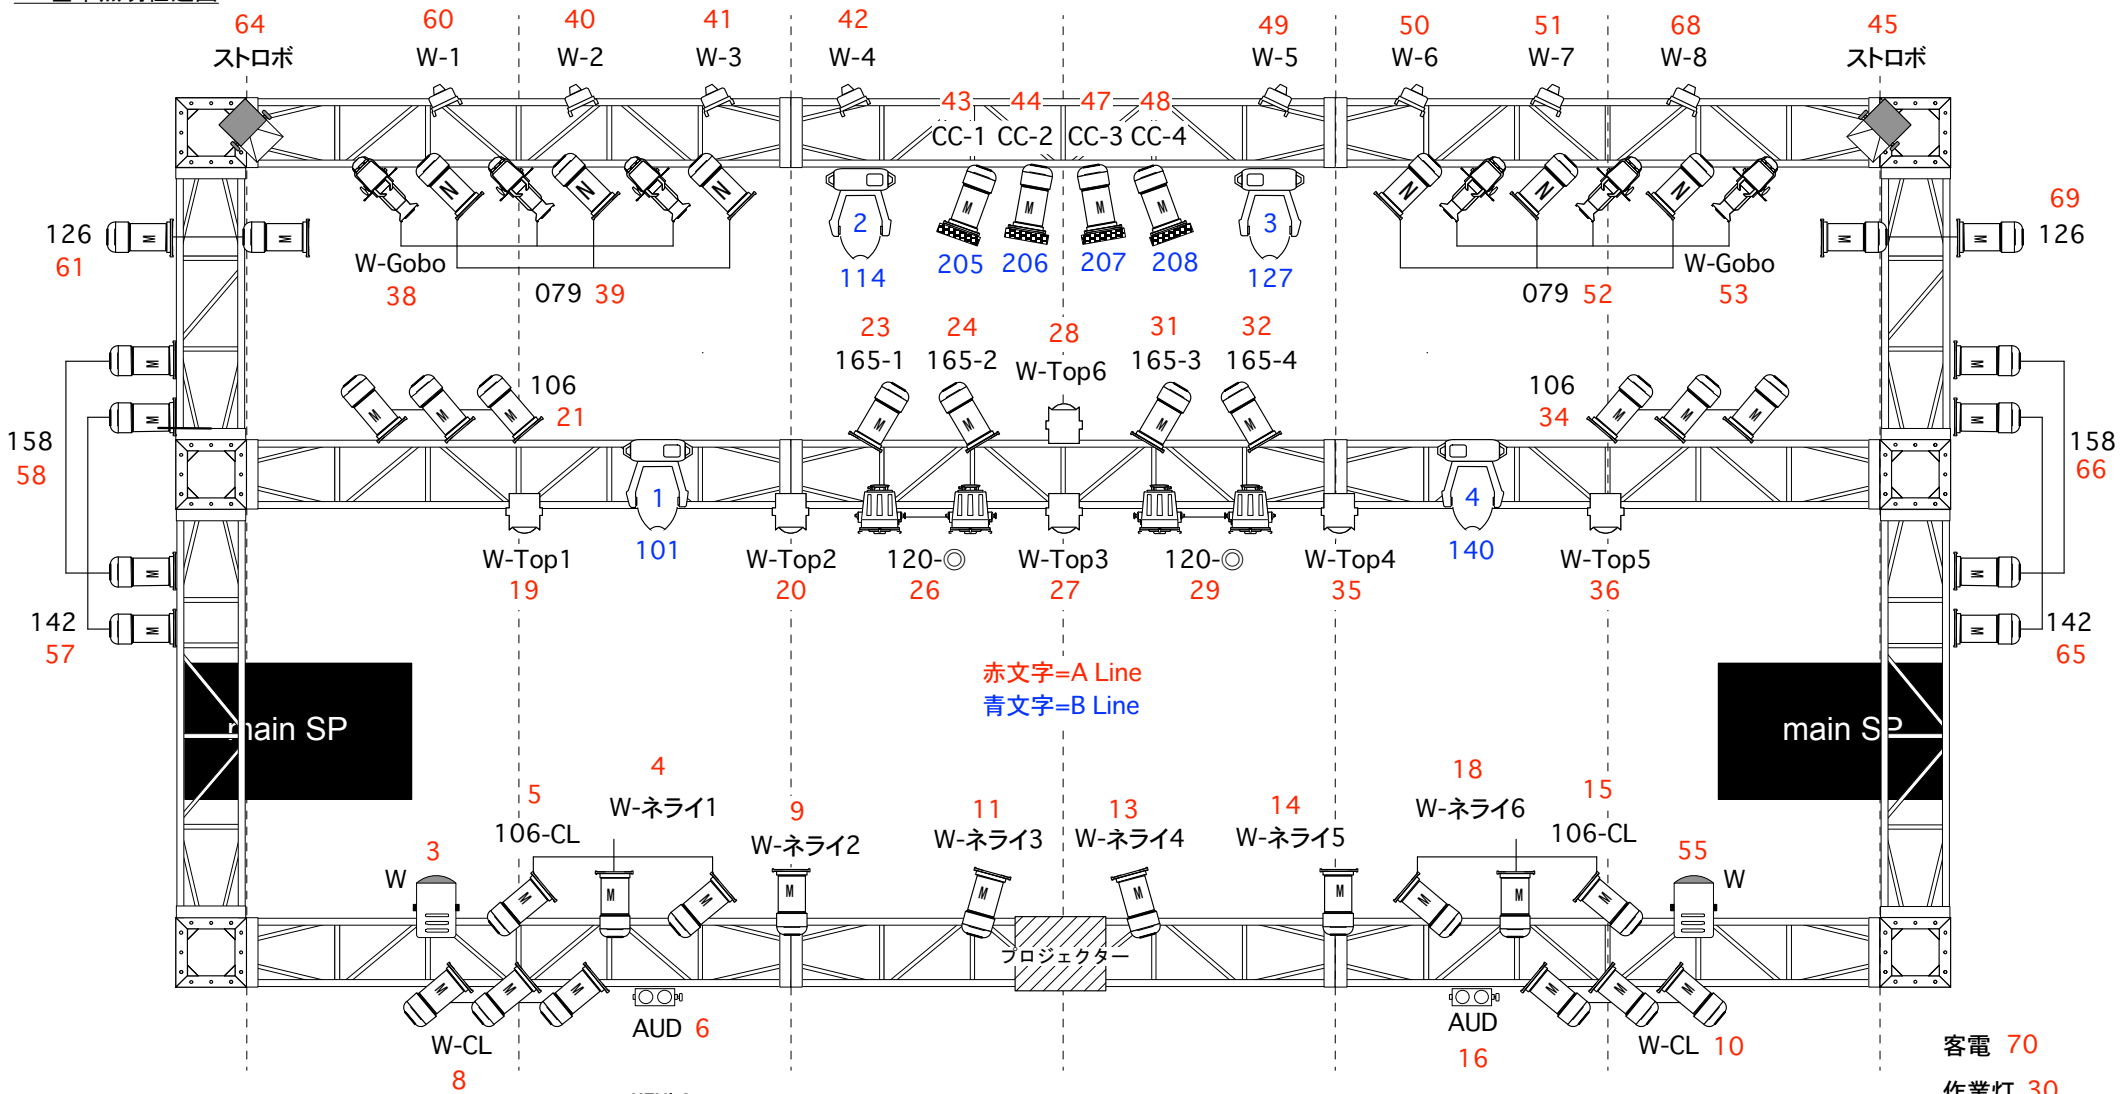 64 60 40 41 42 49 50 51 68 45
ストロボ W-1 W-2 W-3 W-4 W-5 W-6 W-7 W-8 ストロボ
43 44 47 48
CC-1 CC-2 CC-3 CC-4
N N N M M M M N N N
69
126 M M 2 3 M M 126
61
W-Gobo 114 205 206 207 208 127 W-Gobo
38 079 39 079 52 53
23 24 28 31 32
165-1 165-2 W-Top6 165-3 165-4
M M
106 106
M M M 21 M M M M 34 M M M
M M
158 158
58 66
1 4
W-Top1 101 W-Top2 120-◎ W-Top3 120-◎ W-Top4 140 W-Top5
19 20 26 27 29 35 36
M M
142 M M 142
57 65
赤文字=A Line
青文字=B Line
main SP main SP
5 4 9 11 13 14 18 15
106-CL W-ネライ1 W-ネライ2 W-ネライ3 W-ネライ4 W-ネライ5 W-ネライ6 106-CL
3 55
W W
M M M M M M M M M M
プロジェクター
M M M M M M
AUD 6 AUD
W-CL 16 W-CL 10
8
客電 70
作業灯 30